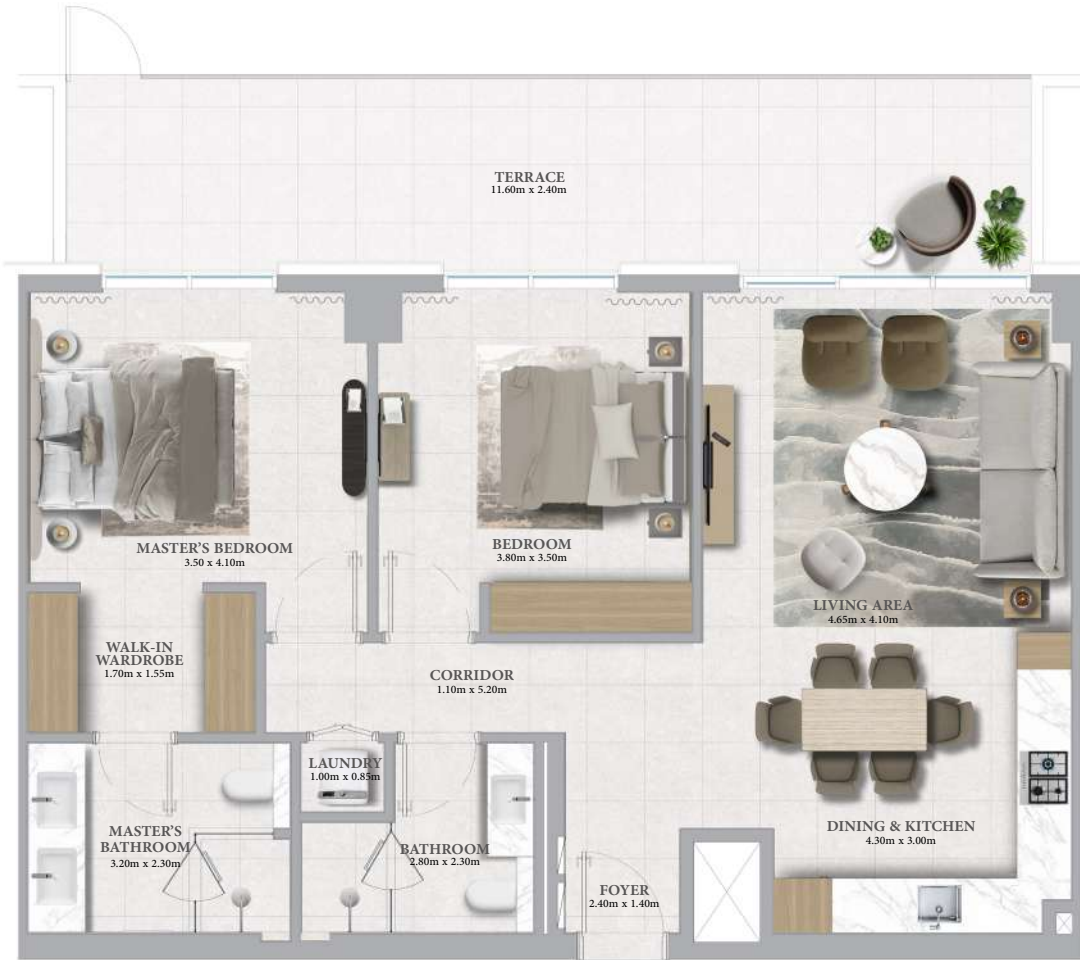 TERRACE
11.60m x 2.40m
MASTER'S BEDROOM
3.50 x 4.10m
BEDROOM
3.80m x 3.50m
LIVING AREA
4.65m x 4.10m
WALK-IN
WARDROBE
1.70m x 1.55m
CORRIDOR
1.10m x 5.20m
LAUNDRY
1.00m x 0.85m
MASTER'S
BATHROOM
3.20m x 2.30m
BATHROOM
2.80m x 2.30m
DINING & KITCHEN
4.30m x 3.00m
FOYER
2.40m x 1.40m